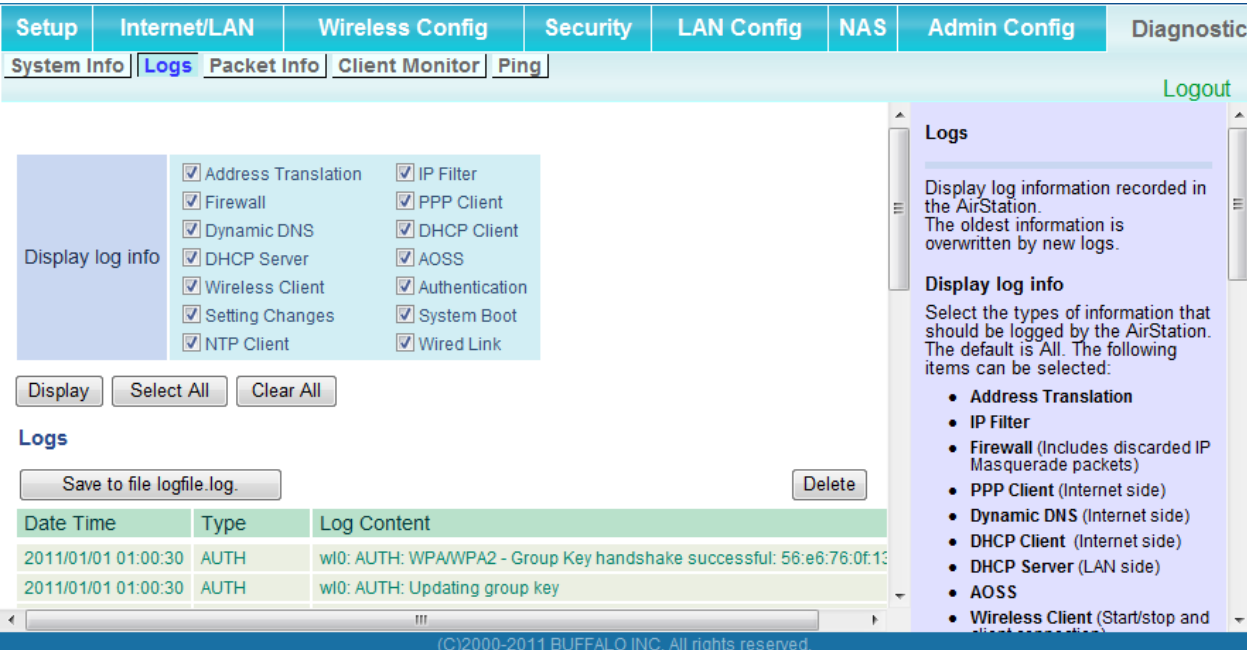 Setup Internet/LAN Wireless Config Security LAN Config NAS Admin Config Diagnostic
System Info Logs Packet Info Client Monitor Ping
Logout
Display log info
Address Translation IP Filter
Firewall PPP Client
Dynamic DNS DHCP Client
DHCP Server AOSS
Wireless Client Authentication
Setting Changes System Boot
NTP Client Wired Link
Display Select All Clear All
Logs
Save to file logfile.log. Delete
Date Time Type Log Content
2011/01/01 01:00:30 AUTH wl0: AUTH: WPA/WPA2 - Group Key handshake successful: 56:e6:76:0f:13
2011/01/01 01:00:30 AUTH wl0: AUTH: Updating group key
Logs
Display log information recorded in
the AirStation.
The oldest information is
overwritten by new logs.
Display log info
Select the types of information that
should be logged by the AirStation.
The default is All. The following
items can be selected:
• Address Translation
• IP Filter
• Firewall (Includes discarded IP
Masquerade packets)
• PPP Client (Internet side)
• Dynamic DNS (Internet side)
• DHCP Client (Internet side)
• DHCP Server (LAN side)
• AOSS
• Wireless Client (Start/stop and
client connection)
(C)2000-2011 BUFFALO INC. All rights reserved.